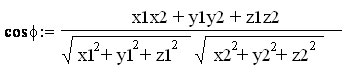 cosϕ:= (x1x2 + y1y2 + z1z2) / (√(x1² + y1² + z1²) √(x2² + y2² + z2²))